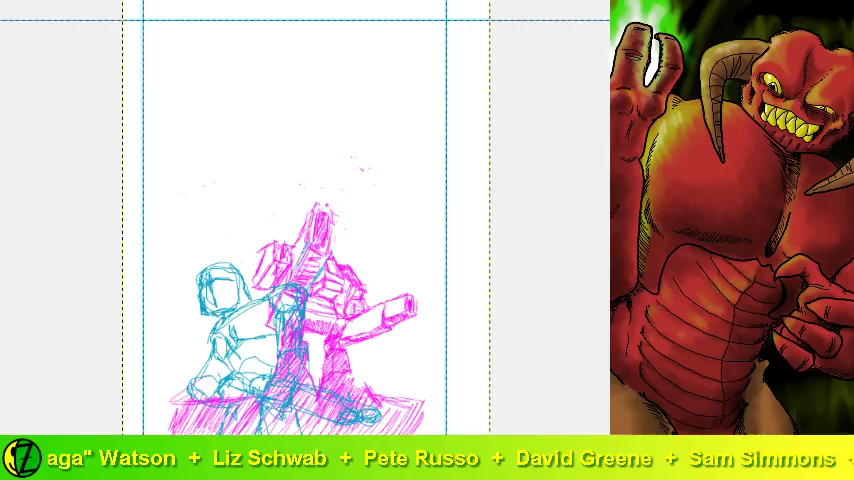 aga" Watson + Liz Schwab + Pete Russo + David Greene + Sam Simmons +